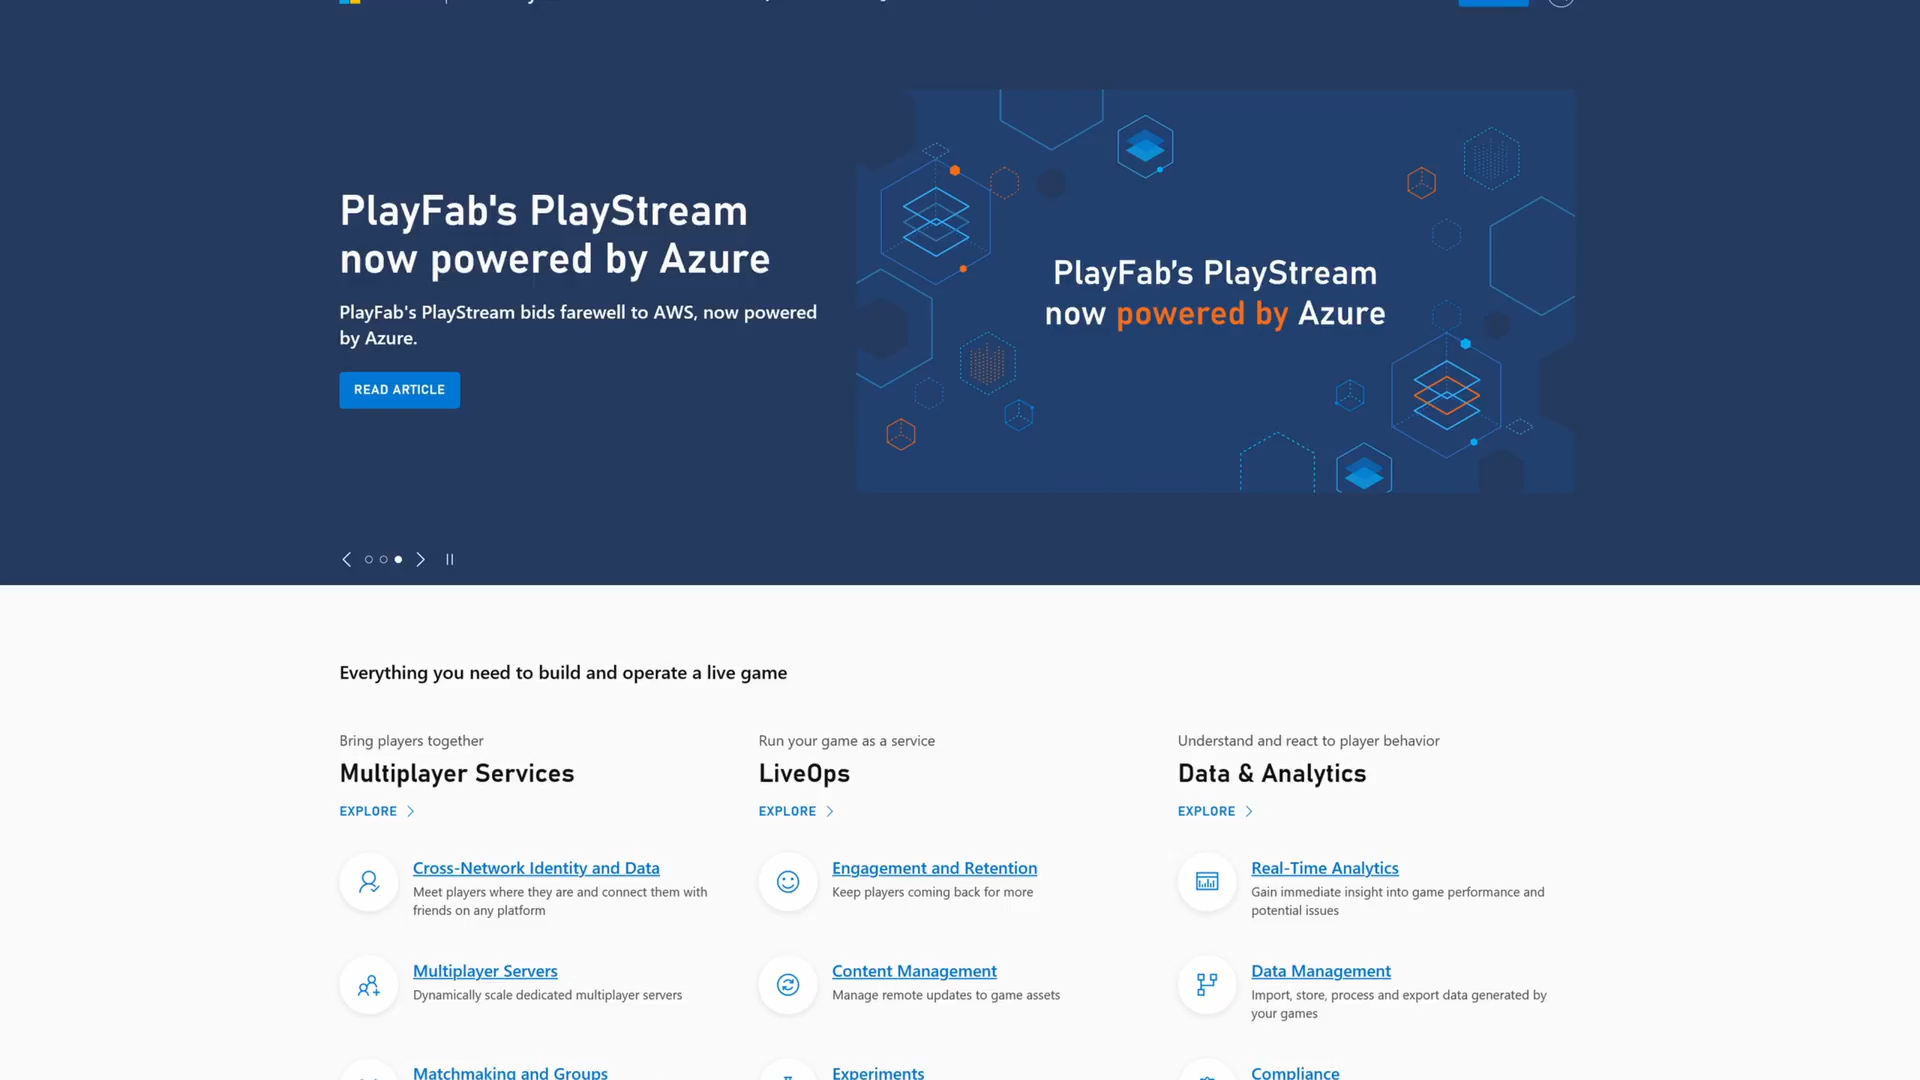 PlayFab's PlayStream
now powered by Azure
PlayFab's PlayStream bids farewell to AWS, now powered
by Azure.
READ ARTICLE
PlayFab’s PlayStream
now powered by Azure
Everything you need to build and operate a live game
Bring players together
Multiplayer Services
EXPLORE
Cross-Network Identity and Data
Meet players where they are and connect them with
friends on any platform
Multiplayer Servers
Dynamically scale dedicated multiplayer servers
Matchmaking and Groups
Run your game as a service
LiveOps
EXPLORE
Engagement and Retention
Keep players coming back for more
Content Management
Manage remote updates to game assets
Experiments
Understand and react to player behavior
Data & Analytics
EXPLORE
Real-Time Analytics
Gain immediate insight into game performance and
potential issues
Data Management
Import, store, process and export data generated by
your games
Compliance